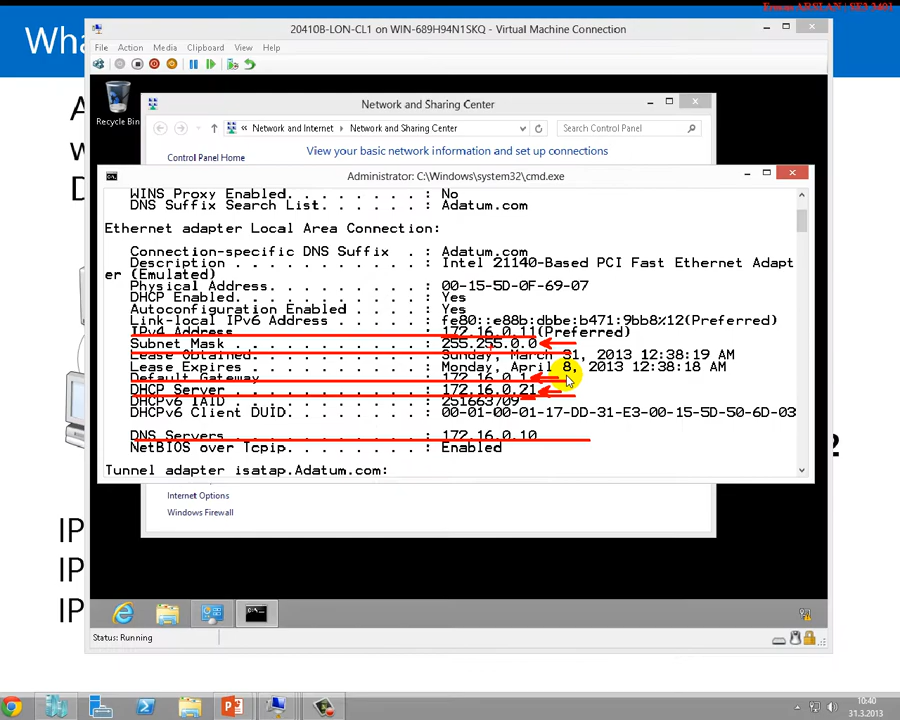 20410B-LON-CL1 on WIN-689H94N1SKQ - Virtual Machine Connection
Wha
File Action Media Clipboard View Help
A
w
D
Recycle Bin
Network and Sharing Center
« Network and Internet Network and Sharing Center
Search Control Panel
Control Panel Home
View your basic network information and set up connections
Administrator: C:\Windows\system32\cmd.exe
WINS Proxy Enabled. . . . . . . . : No
DNS Suffix Search List. . . . . . : Adatum.com
Ethernet adapter Local Area Connection:
Connection-specific DNS Suffix . : Adatum.com
Description . . . . . . . . . . . : Intel 21140-Based PCI Fast Ethernet Adapt
er (Emulated)
Physical Address. . . . . . . . . : 00-15-5D-0F-69-07
DHCP Enabled. . . . . . . . . . . : Yes
Autoconfiguration Enabled . . . . : Yes
Link-local IPv6 Address . . . . . : fe80::e88b:dbbe:b471:9bb8%12(Preferred)
IPv4 Address. . . . . . . . . . . : 172.16.0.11(Preferred)
Subnet Mask . . . . . . . . . . . : 255.255.0.0
Lease Obtained. . . . . . . . . . : Sunday, March 31, 2013 12:38:19 AM
Lease Expires . . . . . . . . . . : Monday, April 8, 2013 12:38:18 AM
Default Gateway . . . . . . . . . : 172.16.0.1
DHCP Server . . . . . . . . . . . : 172.16.0.21
DHCPv6 IAID . . . . . . . . . . . : 251663709
DHCPv6 Client DUID. . . . . . . . : 00-01-00-01-17-DD-31-E3-00-15-5D-50-6D-03
DNS Servers . . . . . . . . . . . : 172.16.0.10
NetBIOS over Tcpip. . . . . . . . : Enabled
Tunnel adapter isatap.Adatum.com:
2
Internet Options
Windows Firewall
IP
IP
IP
Status: Running
10:40
31.3.2013